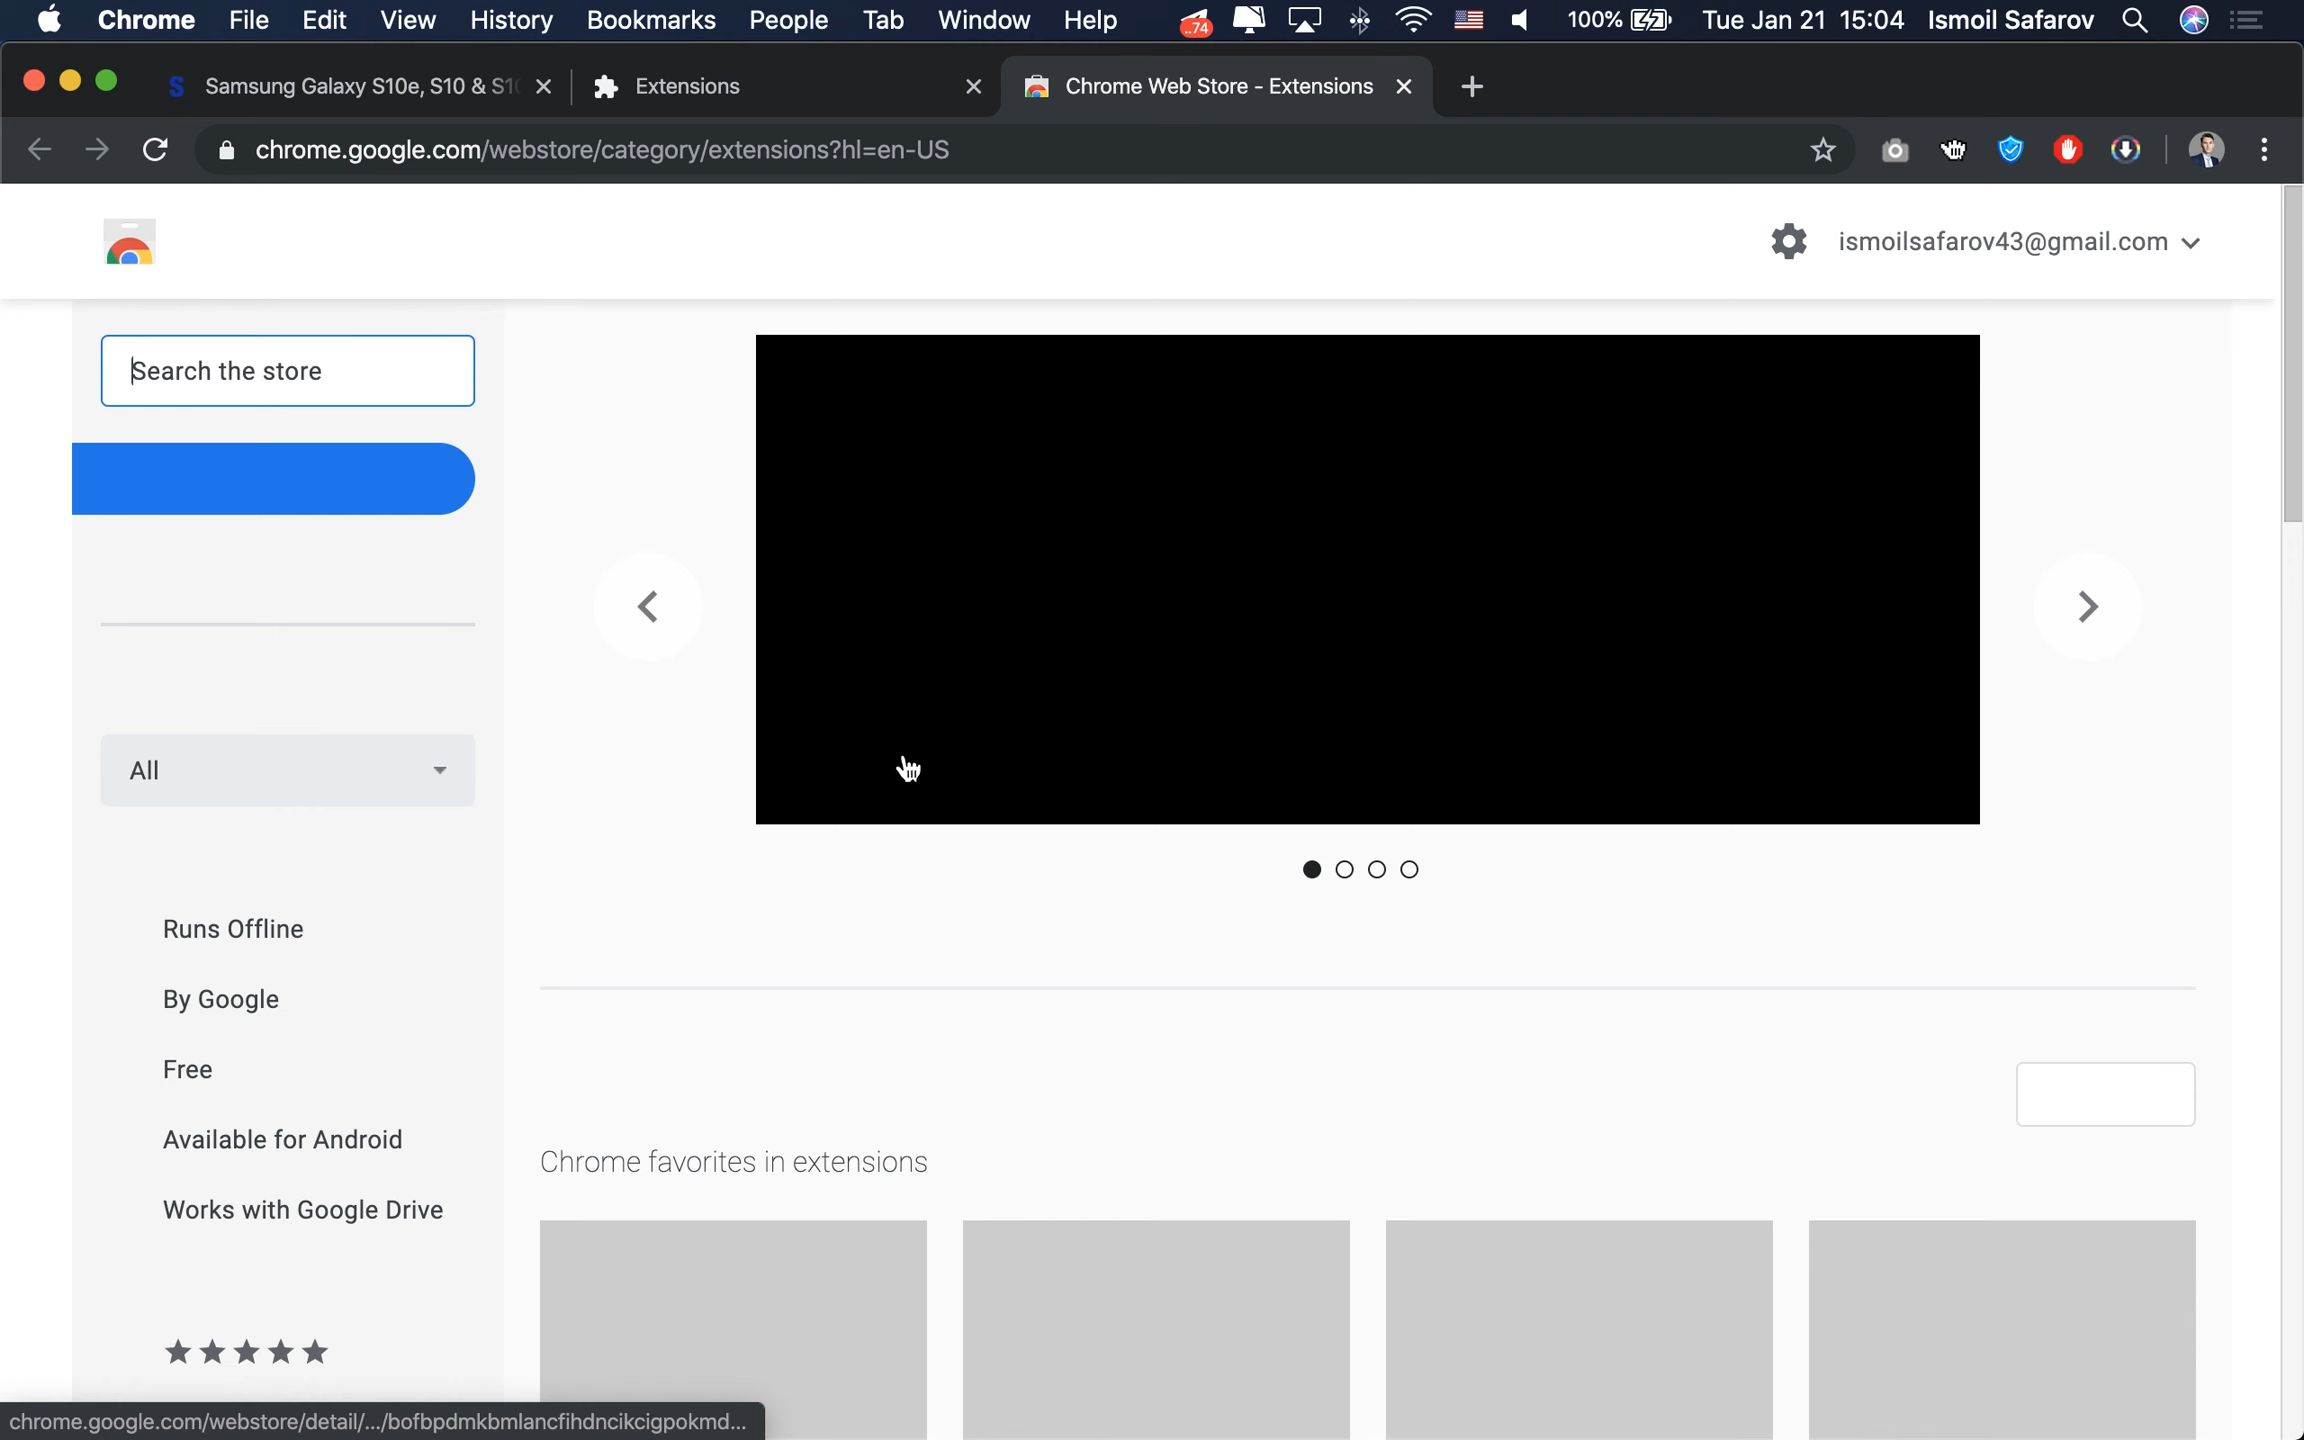 Chrome File Edit View History Bookmarks People Tab Window Help ..74 100% Tue Jan 21 15:04 Ismoil Safarov
S Samsung Galaxy S10e, S10 & S10 Extensions Chrome Web Store - Extensions
chrome.google.com/webstore/category/extensions?hl=en-US
ismoilsafarov43@gmail.com
Search the store
All
Runs Offline
By Google
Free
Available for Android
Works with Google Drive
Chrome favorites in extensions
chrome.google.com/webstore/detail/.../bofbpdmkbmlancfihdncikcigpokmd...